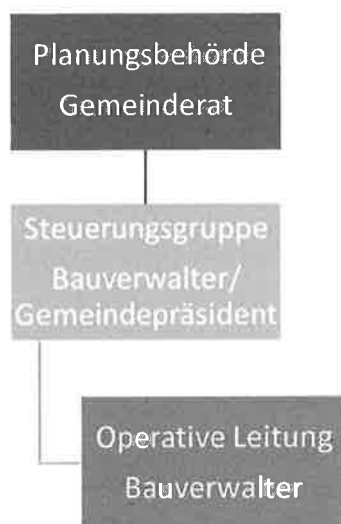 Planungsbehörde
Gemeinderat
Steuerungsgruppe
Bauverwalter/
Gemeindepräsident
Operative Leitung
Bauverwalter